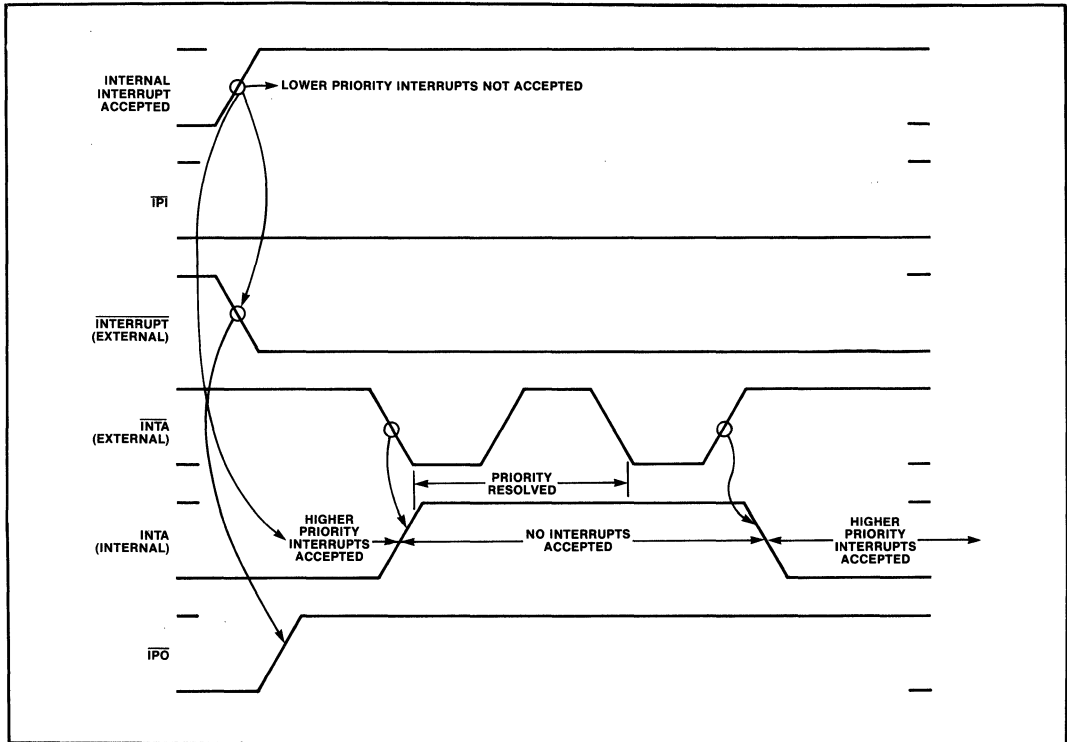 INTERNAL
INTERRUPT
ACCEPTED
LOWER PRIORITY INTERRUPTS NOT ACCEPTED
IPI
INTERRUPT
(EXTERNAL)
INTA
(EXTERNAL)
PRIORITY
RESOLVED
INTA
(INTERNAL)
HIGHER
PRIORITY
INTERRUPTS
ACCEPTED
NO INTERRUPTS
ACCEPTED
HIGHER
PRIORITY
INTERRUPTS
ACCEPTED
IPO